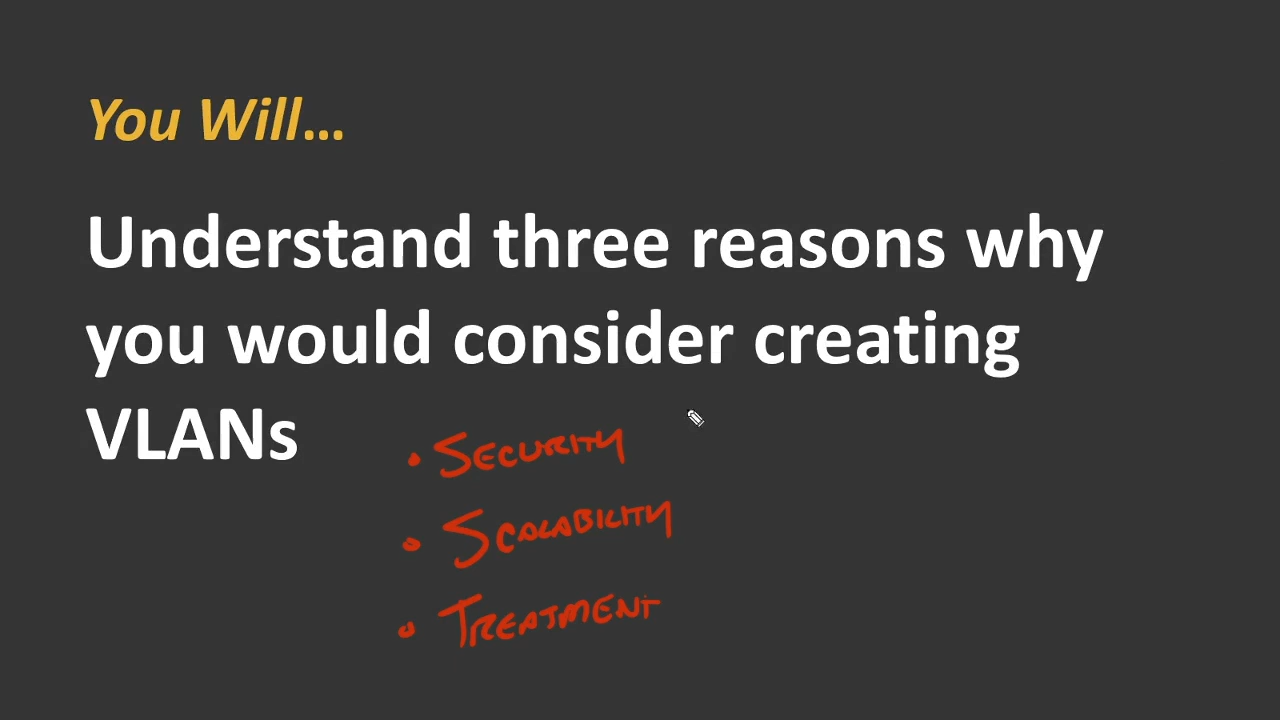 You Will...
Understand three reasons why
you would consider creating
VLANs
• SECURITY
• SCALABILITY
• TREATMENT